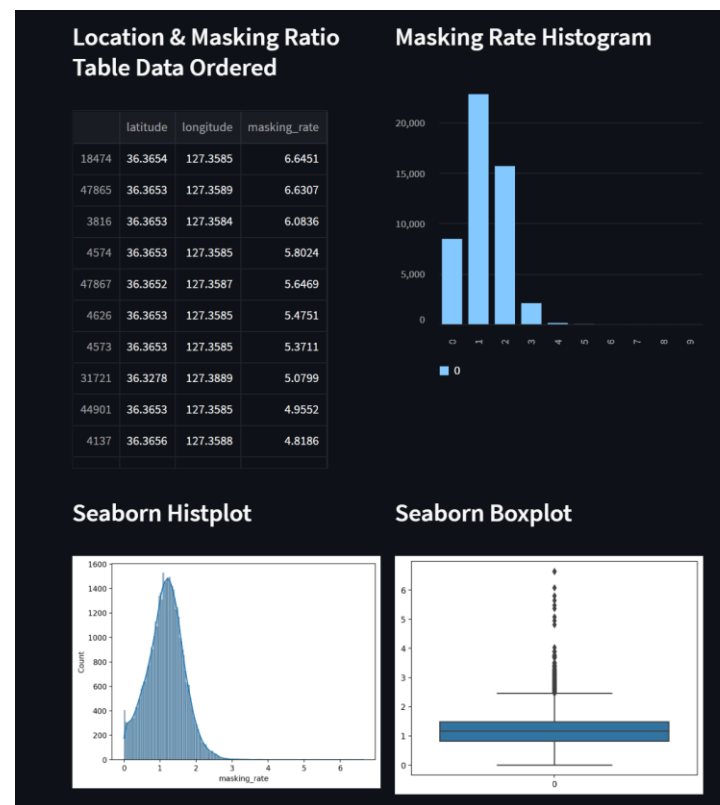 Location & Masking Ratio
Table Data Ordered
latitude longitude masking_rate
18474 36.3654 127.3585 6.6451
47865 36.3653 127.3589 6.6307
3816 36.3653 127.3584 6.0836
4574 36.3653 127.3585 5.8024
47867 36.3652 127.3587 5.6469
4626 36.3653 127.3585 5.4751
4573 36.3653 127.3585 5.3711
31721 36.3278 127.3889 5.0799
44901 36.3653 127.3585 4.9552
4137 36.3656 127.3588 4.8186
Masking Rate Histogram
20,000
15,000
10,000
5,000
0
0 1 2 3 4 5 6 7 8 9
0
Seaborn Histplot
1600
1400
1200
1000
800
600
400
200
0
Count
0 1 2 3 4 5 6
masking_rate
Seaborn Boxplot
6
5
4
3
2
1
0
0